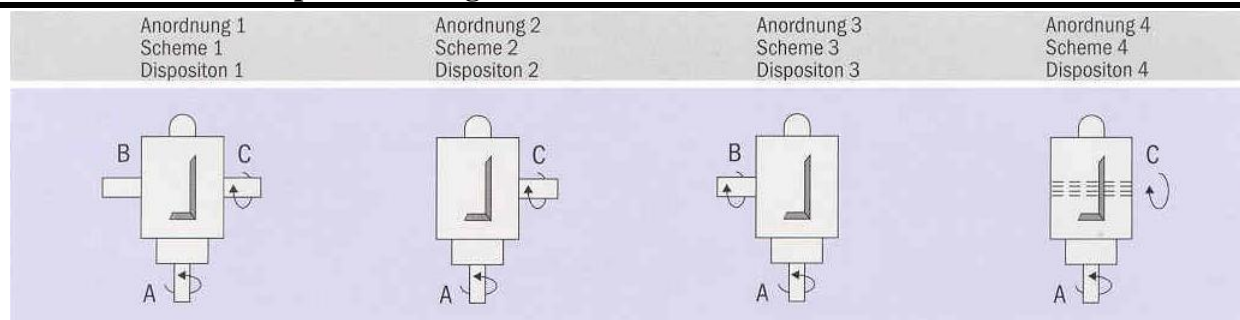 Anordnung 1
Scheme 1
Dispositon 1
Anordnung 2
Scheme 2
Dispositon 2
Anordnung 3
Scheme 3
Dispositon 3
Anordnung 4
Scheme 4
Dispositon 4
B C
A
C
A
B
A
C
A